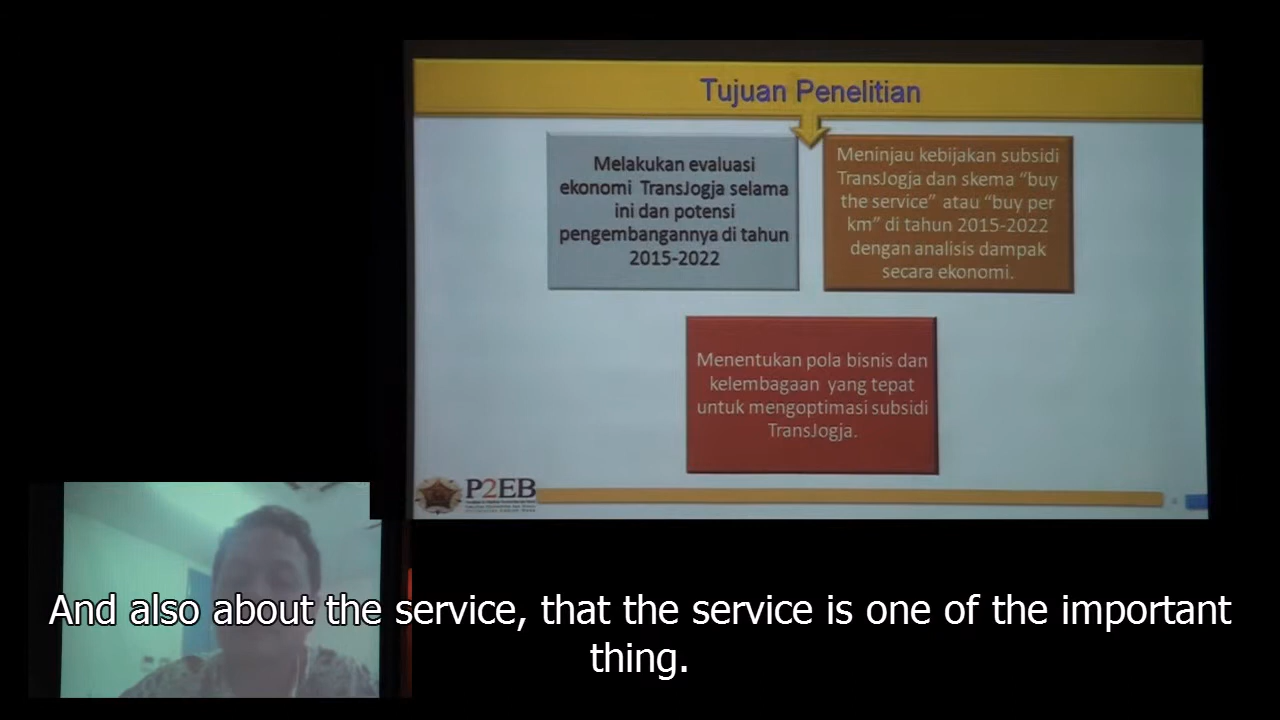 Tujuan Penelitian
Melakukan evaluasi
ekonomi TransJogja selama
ini dan potensi
pengembangannya di tahun
2015-2022
Meninjau kebijakan subsidi
TransJogja dan skema “buy
the service” atau “buy per
km” di tahun 2015-2022
dengan analisis dampak
secara ekonomi.
Menentukan pola bisnis dan
kelembagaan yang tepat
untuk mengoptimasi subsidi
TransJogja.
P2EB
And also about the service, that the service is one of the important
thing.